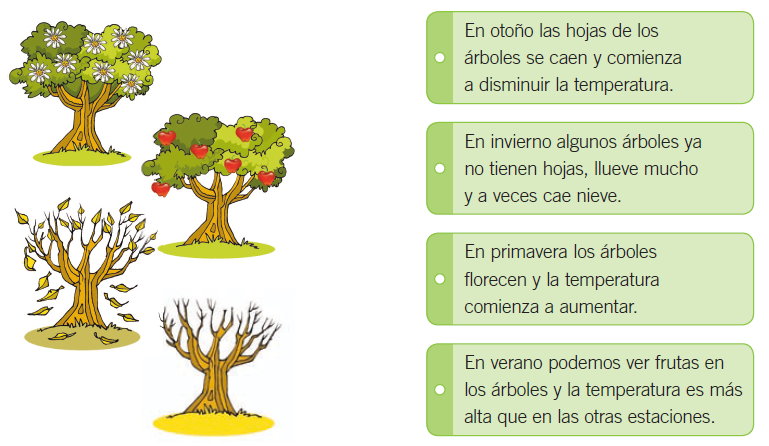 En otoño las hojas de los
árboles se caen y comienza
a disminuir la temperatura.
En invierno algunos árboles ya
no tienen hojas, llueve mucho
y a veces cae nieve.
En primavera los árboles
florecen y la temperatura
comienza a aumentar.
En verano podemos ver frutas en
los árboles y la temperatura es más
alta que en las otras estaciones.